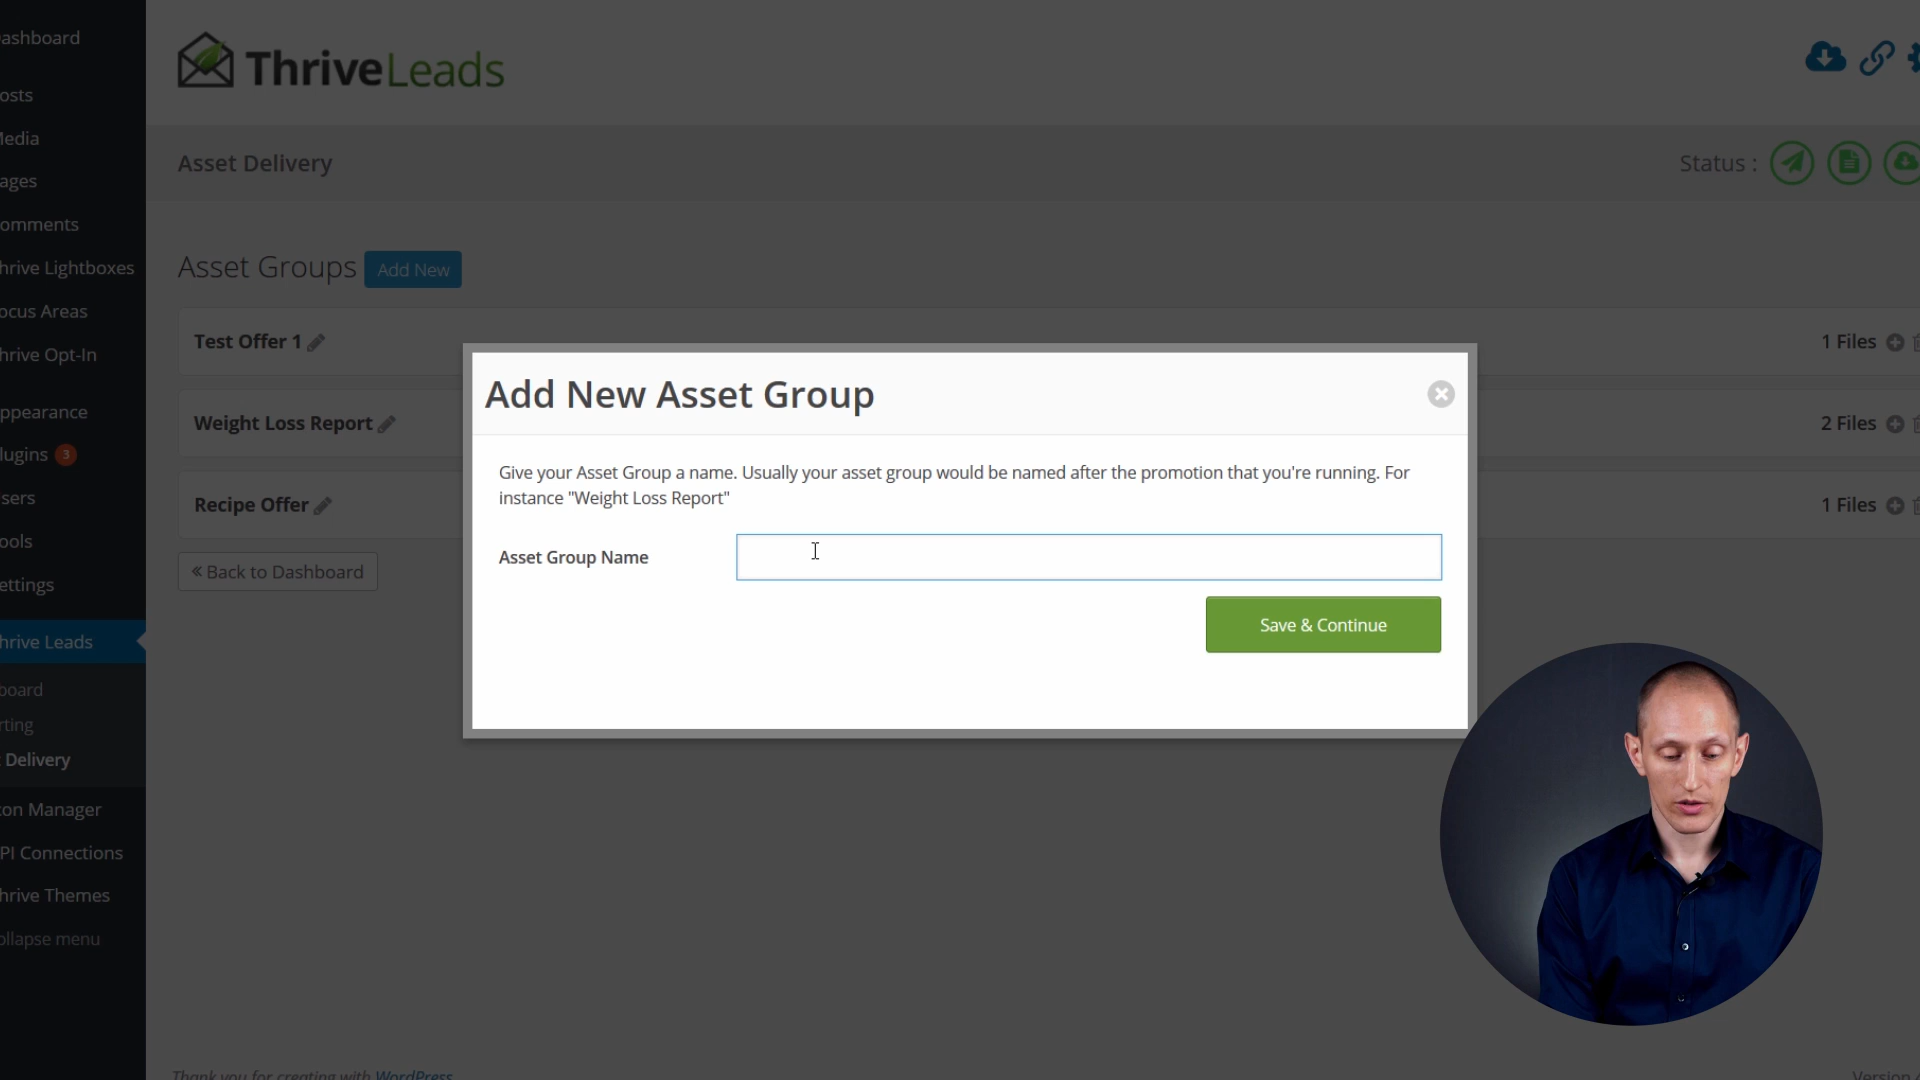 ashboard
osts
Media
ages
omments
hrive Lightboxes
ocus Areas
hrive Opt-In
ppearance
lugins 3
sers
ools
ettings
hrive Leads
board
rting
Delivery
con Manager
PI Connections
hrive Themes
ollapse menu
ThriveLeads
Asset Delivery
Status :
Asset Groups Add New
Test Offer 1
1 Files
Weight Loss Report
2 Files
Recipe Offer
1 Files
« Back to Dashboard
Add New Asset Group
Give your Asset Group a name. Usually your asset group would be named after the promotion that you're running. For
instance "Weight Loss Report"
Asset Group Name
Save & Continue
Thank you for creating with WordPress
Version